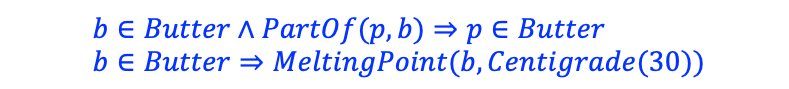 b ∈ Butter ∧ PartOf(p, b) ⇒ p ∈ Butter
b ∈ Butter ⇒ MeltingPoint(b, Centigrade(30))